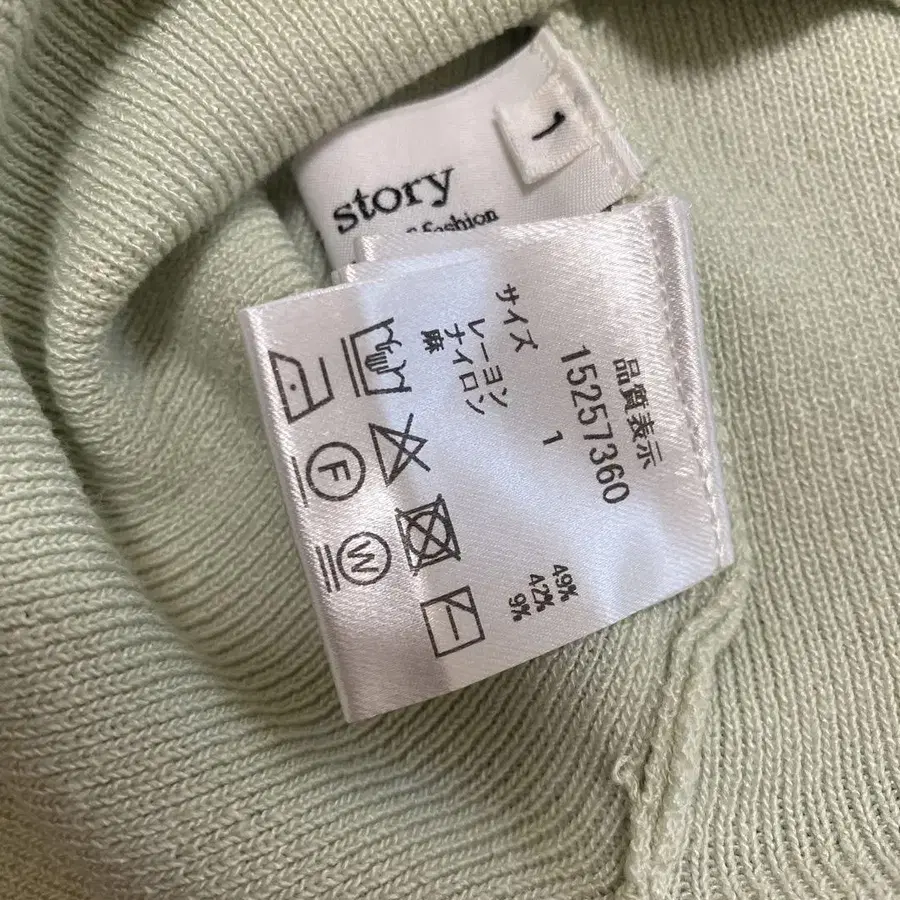 1
story
fashion
品質表示
15257360
サイズ 1
レーヨン 49%
ナイロン 42%
麻 9%
F
W